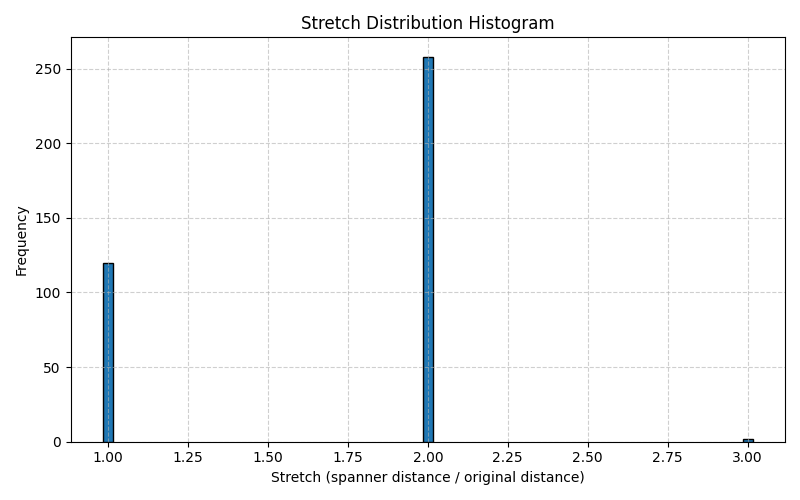 Stretch Distribution Histogram
250
200
150
100
50
0
Frequency
1.00 1.25 1.50 1.75 2.00 2.25 2.50 2.75 3.00
Stretch (spanner distance / original distance)